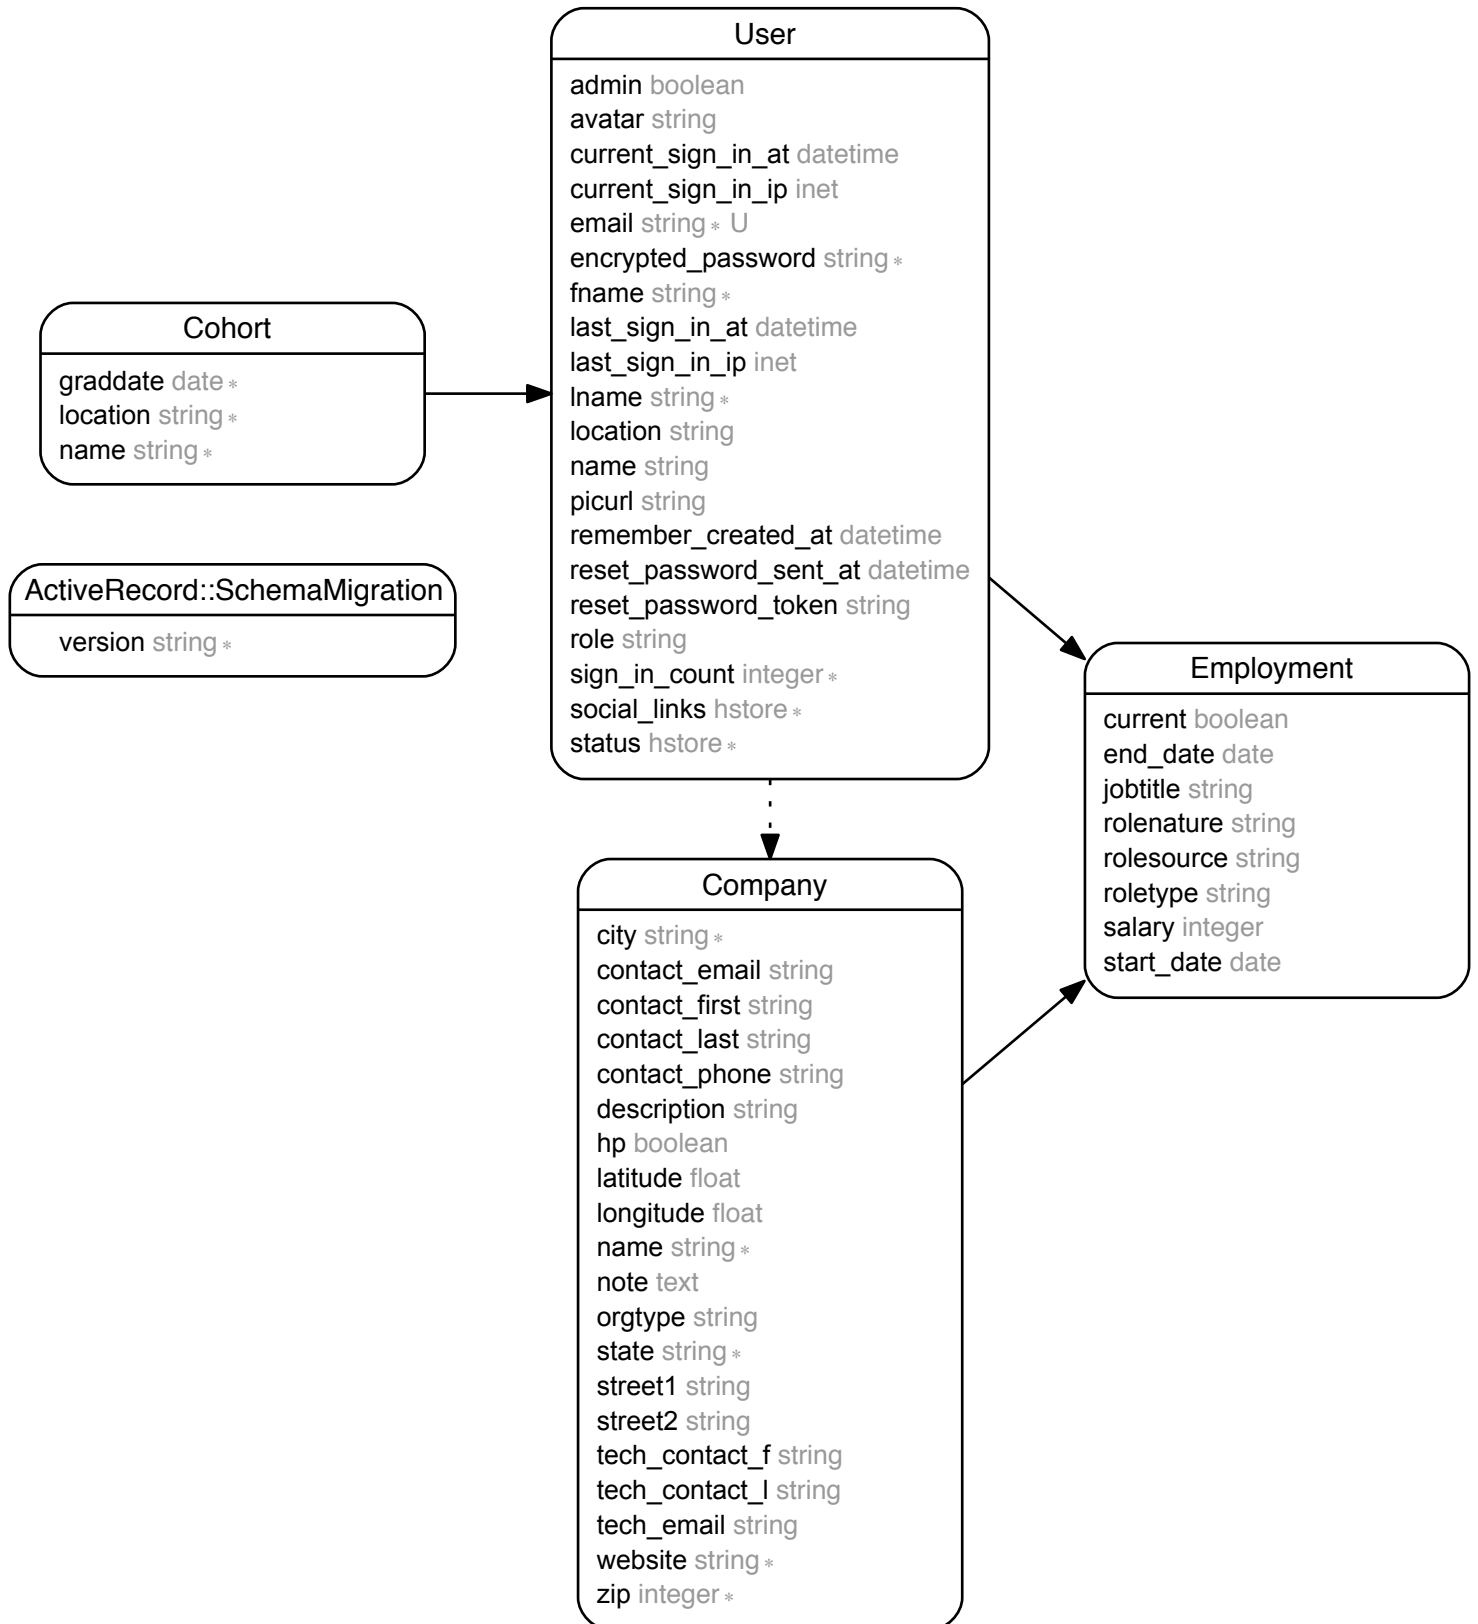 User
admin boolean
avatar string
current_sign_in_at datetime
current_sign_in_ip inet
email string * U
encrypted_password string *
fname string *
last_sign_in_at datetime
last_sign_in_ip inet
lname string *
location string
name string
picurl string
remember_created_at datetime
reset_password_sent_at datetime
reset_password_token string
role string
sign_in_count integer *
social_links hstore *
status hstore *
Cohort
graddate date *
location string *
name string *
ActiveRecord::SchemaMigration
version string *
Employment
current boolean
end_date date
jobtitle string
rolenature string
rolesource string
roletype string
salary integer
start_date date
Company
city string *
contact_email string
contact_first string
contact_last string
contact_phone string
description string
hp boolean
latitude float
longitude float
name string *
note text
orgtype string
state string *
street1 string
street2 string
tech_contact_f string
tech_contact_l string
tech_email string
website string *
zip integer *